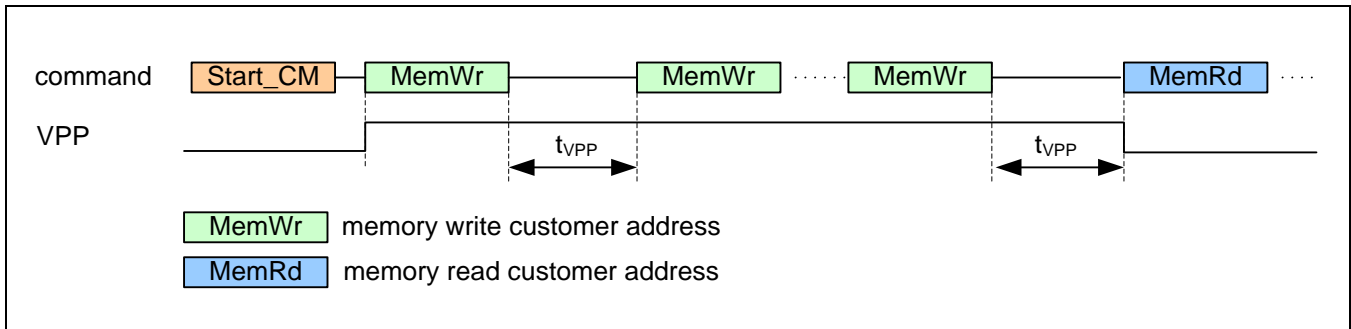 command Start_CM MemWr MemWr ...... MemWr MemRd ....
VPP tVPP tVPP
MemWr memory write customer address
MemRd memory read customer address